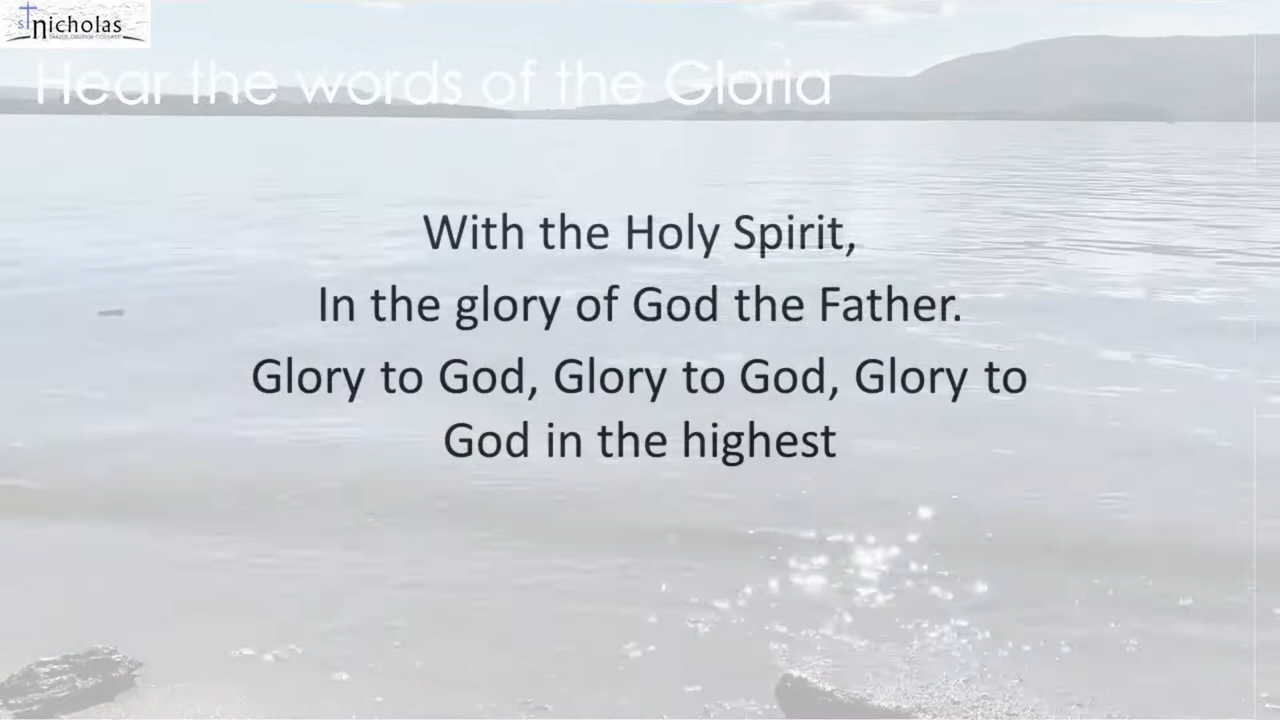 st nicholas
Hear the words of the Gloria
With the Holy Spirit,
In the glory of God the Father.
Glory to God, Glory to God, Glory to
God in the highest